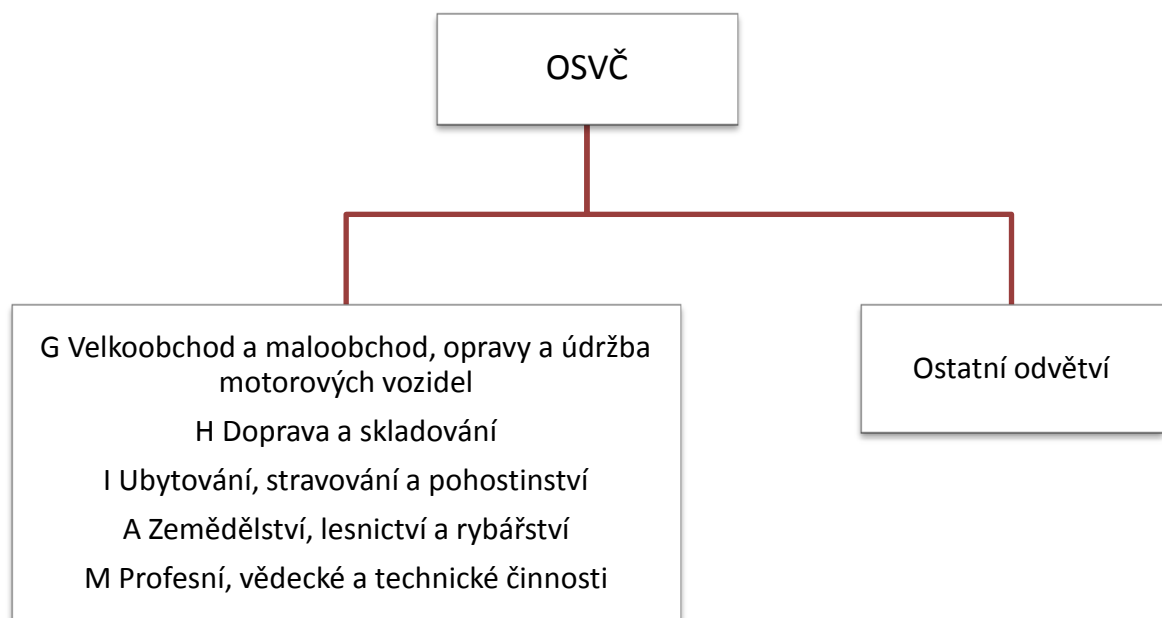 OSVČ
G Velkoobchod a maloobchod, opravy a údržba
motorových vozidel
H Doprava a skladování
I Ubytování, stravování a pohostinství
A Zemědělství, lesnictví a rybářství
M Profesní, vědecké a technické činnosti
Ostatní odvětví